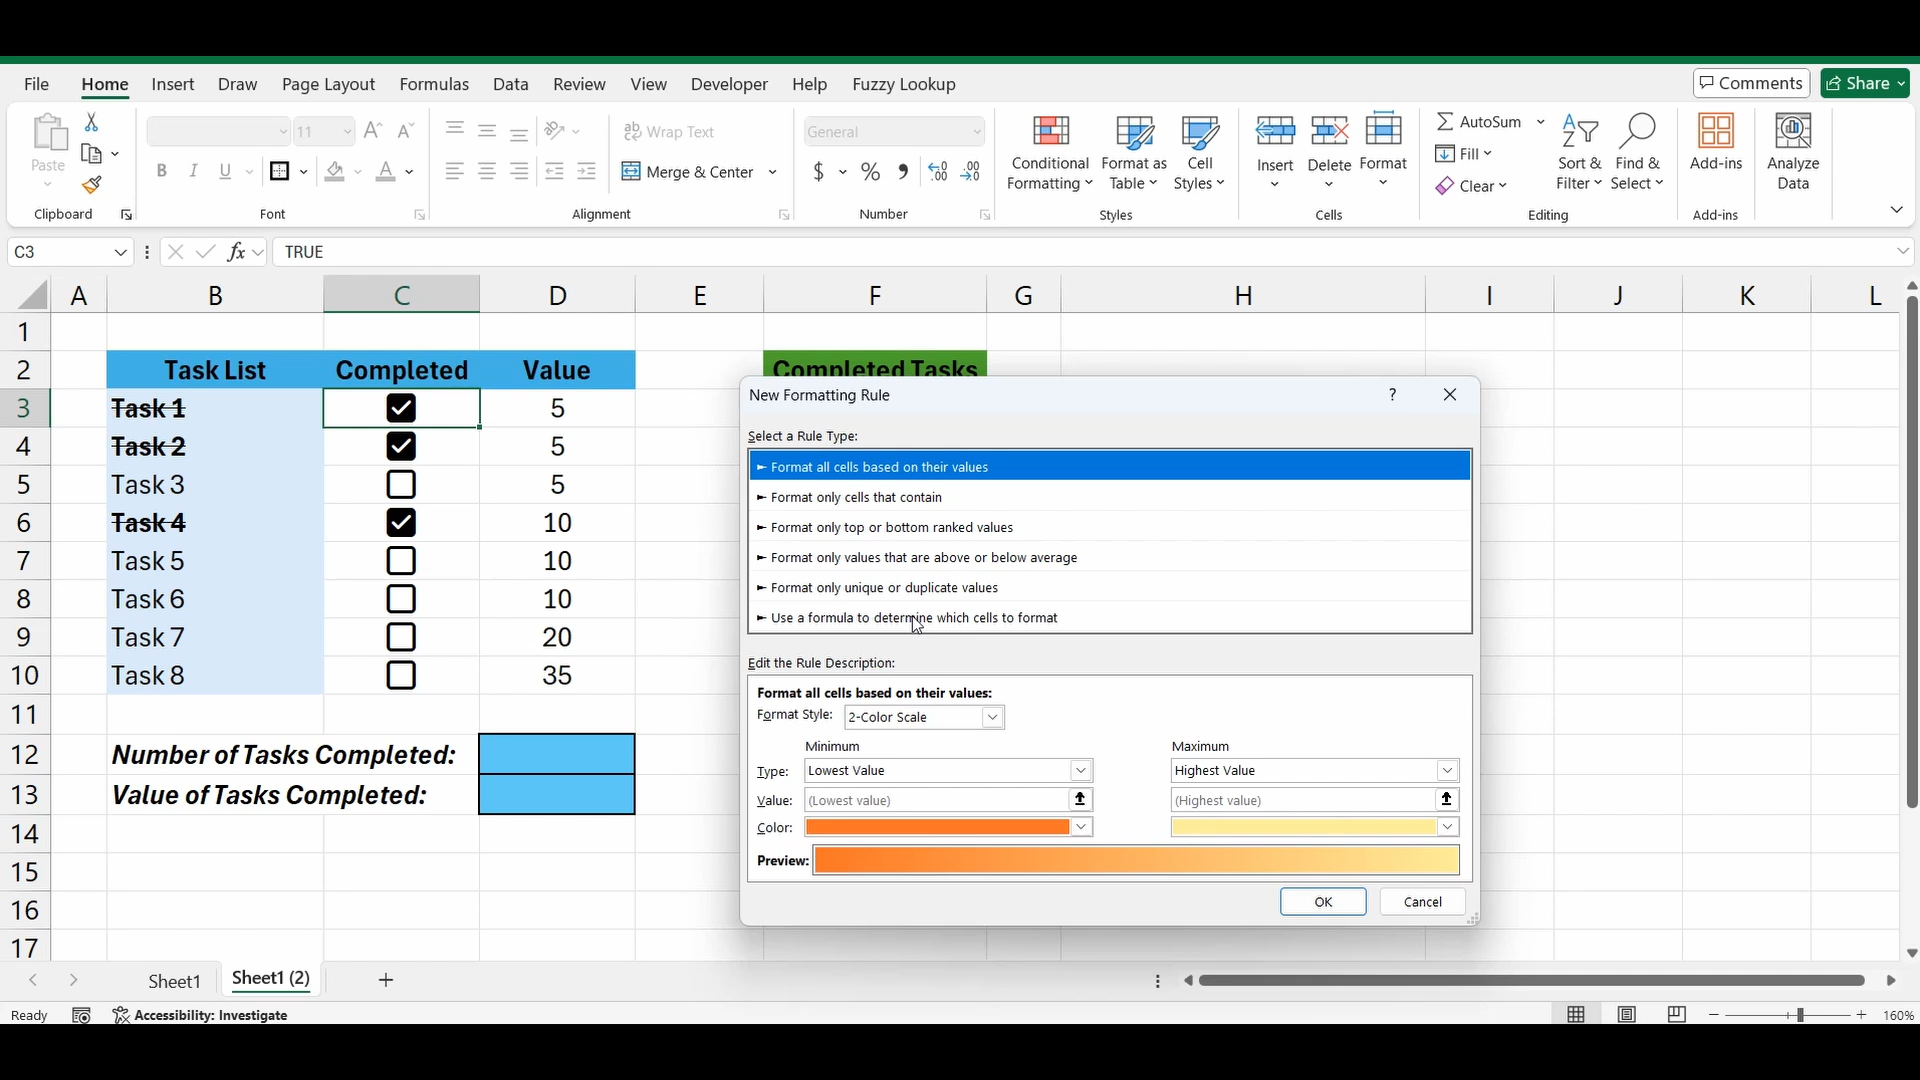 File Home Insert Draw Page Layout Formulas Data Review View Developer Help Fuzzy Lookup Comments Share
Paste 11 ab Wrap Text General Conditional Formatting Format as Table Cell Styles Insert Delete Format AutoSum Fill Clear Sort & Filter Find & Select Add-ins Analyze Data
B I U A Merge & Center $ % ,
Clipboard Font Alignment Number Styles Cells Editing Add-ins
C3 fx TRUE
A B C D E F G H I J K L
1
2 Task List Completed Value Completed Tasks
3 Task 1 5
4 Task 2 5
5 Task 3 5
6 Task 4 10
7 Task 5 10
8 Task 6 10
9 Task 7 20
10 Task 8 35
11
12 Number of Tasks Completed:
13 Value of Tasks Completed:
14
15
16
17
New Formatting Rule ?
Select a Rule Type:
► Format all cells based on their values
► Format only cells that contain
► Format only top or bottom ranked values
► Format only values that are above or below average
► Format only unique or duplicate values
► Use a formula to determine which cells to format
Edit the Rule Description:
Format all cells based on their values:
Format Style: 2-Color Scale
Minimum Maximum
Type: Lowest Value Highest Value
Value: (Lowest value) (Highest value)
Color:
Preview:
OK Cancel
Sheet1 Sheet1 (2) +
Ready Accessibility: Investigate 160%